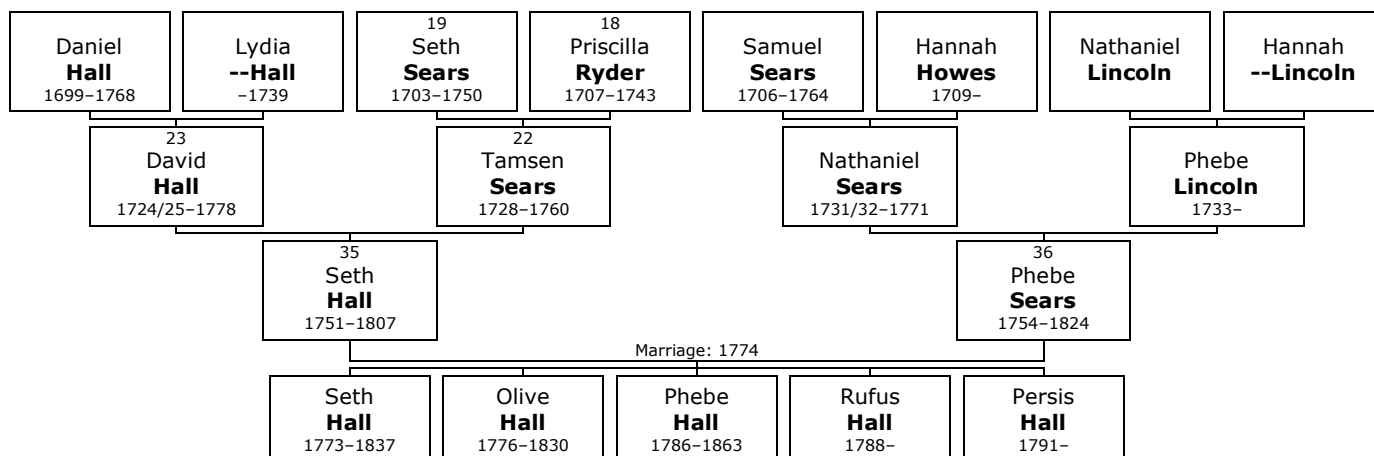 Daniel
Hall
1699–1768
Lydia
--Hall
–1739
19
Seth
Sears
1703–1750
18
Priscilla
Ryder
1707–1743
Samuel
Sears
1706–1764
Hannah
Howes
1709–
Nathaniel
Lincoln
Hannah
--Lincoln
23
David
Hall
1724/25–1778
22
Tamsen
Sears
1728–1760
Nathaniel
Sears
1731/32–1771
Phebe
Lincoln
1733–
35
Seth
Hall
1751–1807
36
Phebe
Sears
1754–1824
Marriage: 1774
Seth
Hall
1773–1837
Olive
Hall
1776–1830
Phebe
Hall
1786–1863
Rufus
Hall
1788–
Persis
Hall
1791–